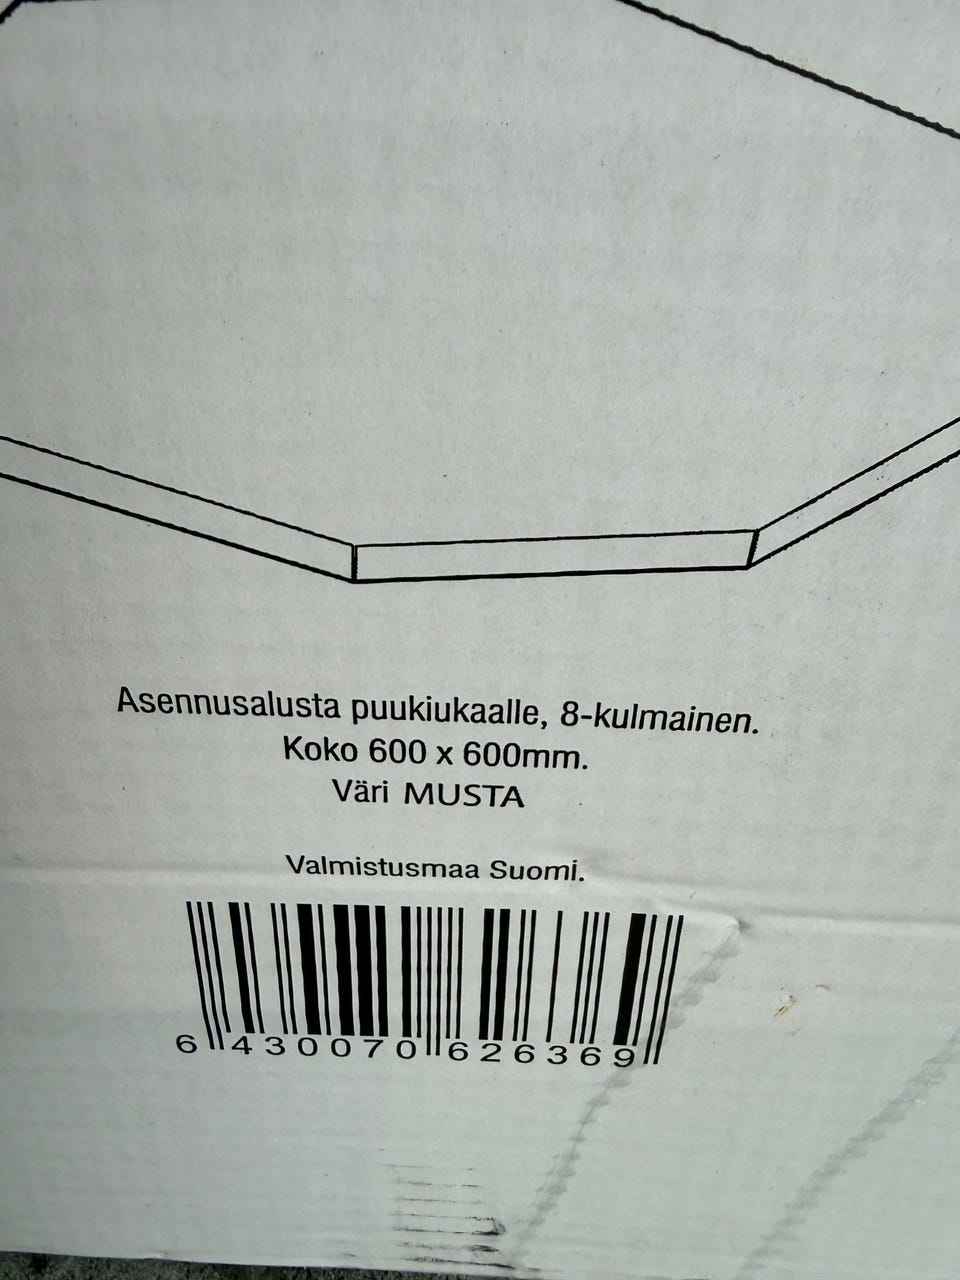 Asennusalusta puukiukaalle, 8-kulmainen.
Koko 600 x 600mm.
Väri MUSTA
Valmistusmaa Suomi.
6 430070 626369